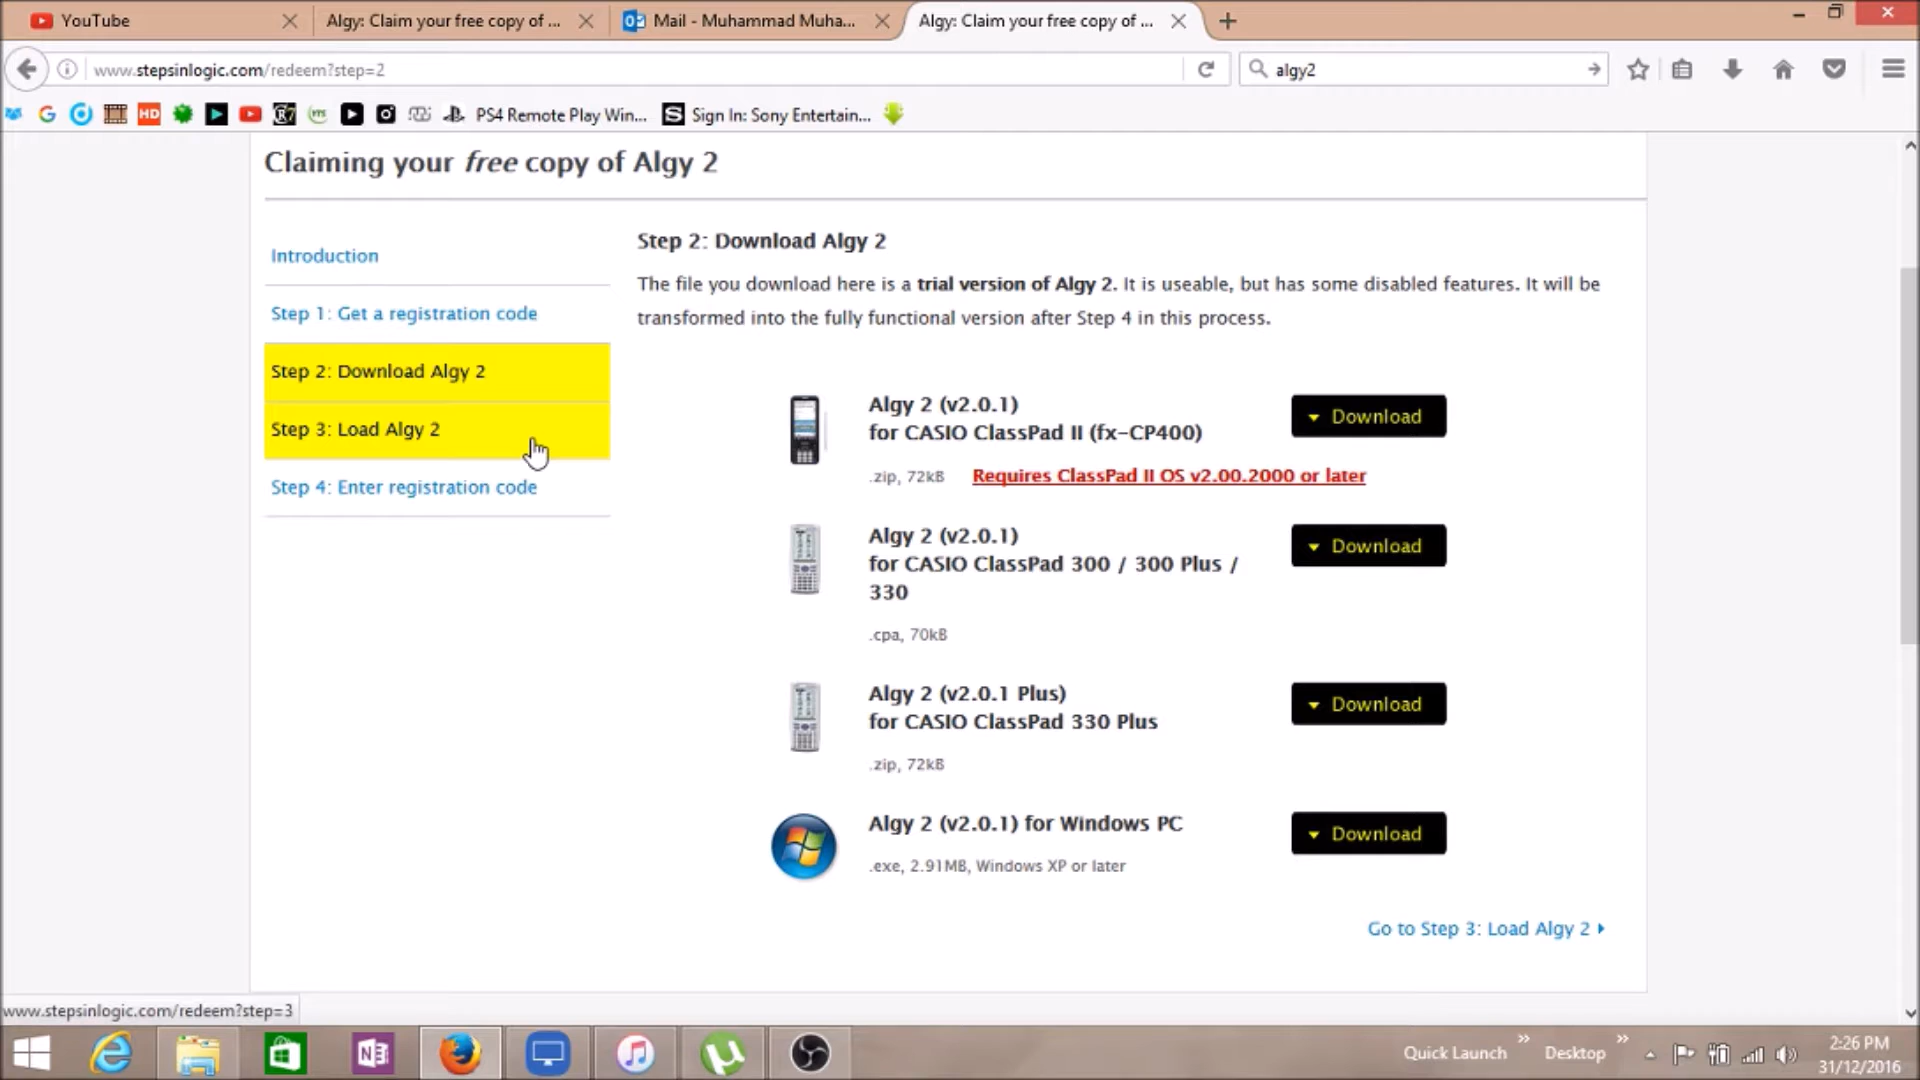 YouTube
Algy: Claim your free copy of ...
Mail - Muhammad Muha...
Algy: Claim your free copy of ...
www.stepsinlogic.com/redeem?step=2
algy2
HD
PS4 Remote Play Win...
Sign In: Sony Entertain...
Claiming your free copy of Algy 2
Introduction
Step 1: Get a registration code
Step 2: Download Algy 2
Step 3: Load Algy 2
Step 4: Enter registration code
Step 2: Download Algy 2
The file you download here is a trial version of Algy 2. It is useable, but has some disabled features. It will be
transformed into the fully functional version after Step 4 in this process.
Algy 2 (v2.0.1)
for CASIO ClassPad II (fx-CP400)
Download
.zip, 72kB Requires ClassPad II OS v2.00.2000 or later
Algy 2 (v2.0.1)
for CASIO ClassPad 300 / 300 Plus /
330
Download
.cpa, 70kB
Algy 2 (v2.0.1 Plus)
for CASIO ClassPad 330 Plus
Download
.zip, 72kB
Algy 2 (v2.0.1) for Windows PC
Download
.exe, 2.91MB, Windows XP or later
Go to Step 3: Load Algy 2
www.stepsinlogic.com/redeem?step=3
Quick Launch
Desktop
2:26 PM
31/12/2016